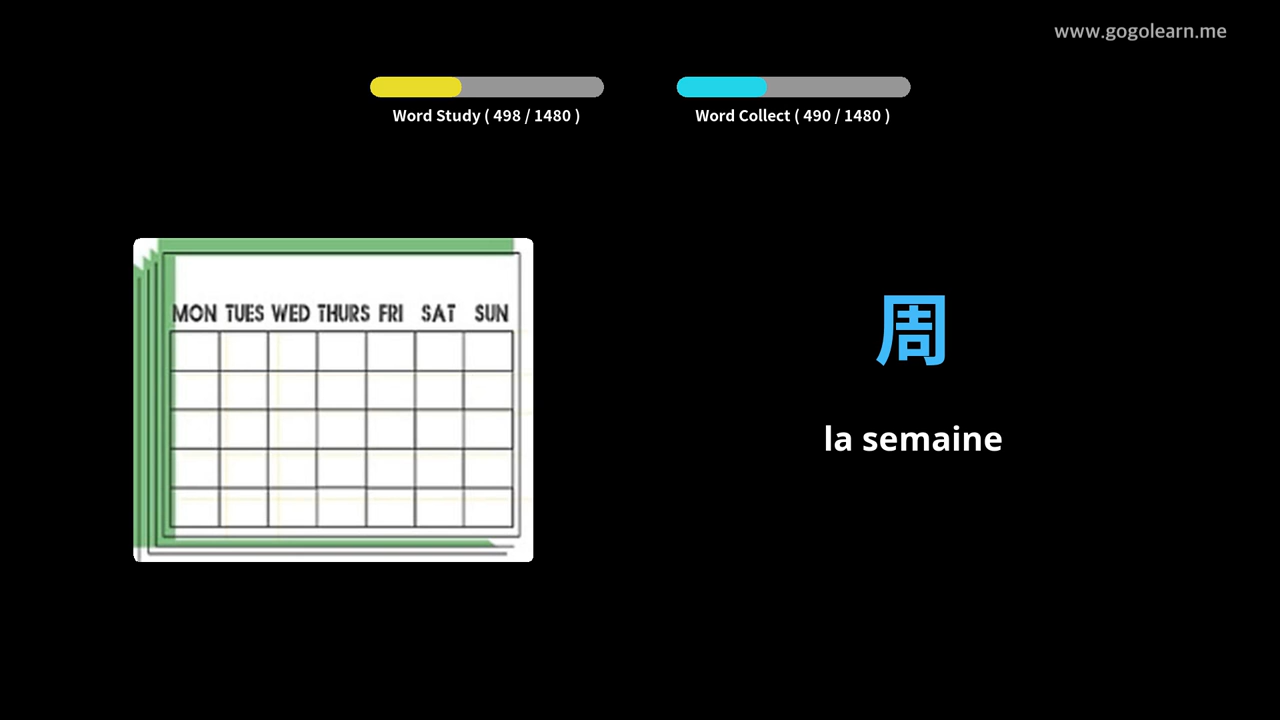 www.gogolearn.me
Word Study ( 498 / 1480 )
Word Collect ( 490 / 1480 )
MON TUES WED THURS FRI SAT SUN
周
la semaine